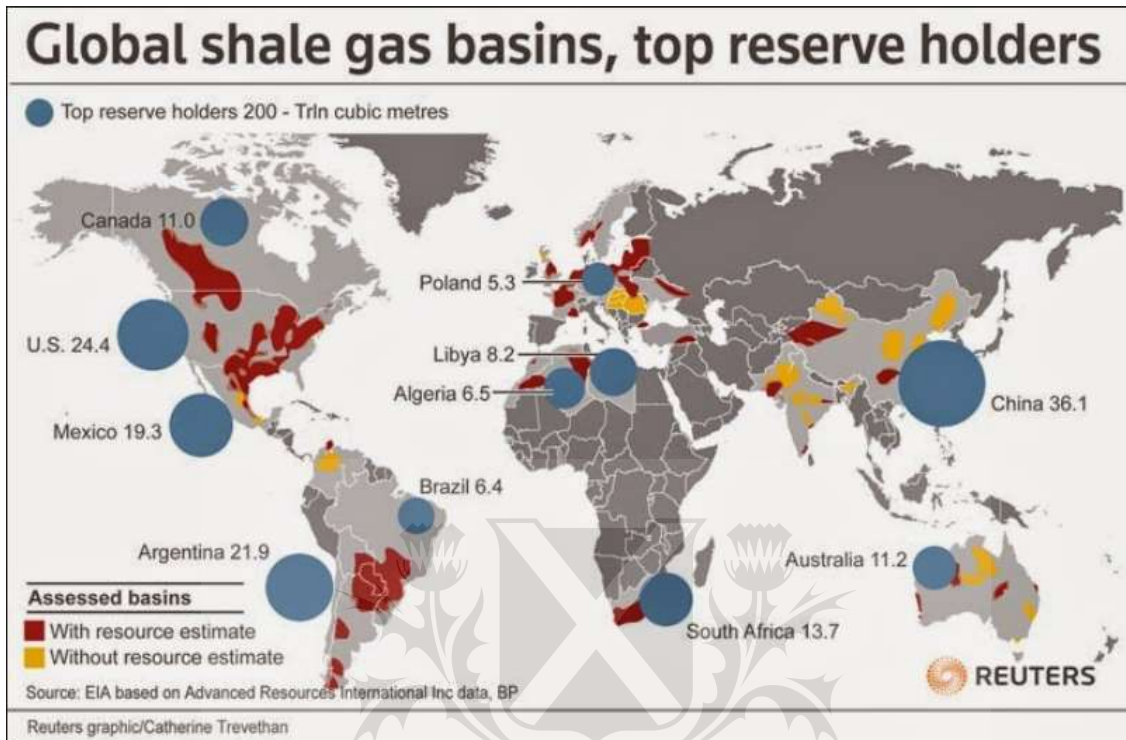 Global shale gas basins, top reserve holders
Top reserve holders 200 - Trln cubic metres
Canada 11.0
Poland 5.3
U.S. 24.4
Libya 8.2
Algeria 6.5
China 36.1
Mexico 19.3
Brazil 6.4
Argentina 21.9
Australia 11.2
South Africa 13.7
Assessed basins
With resource estimate
Without resource estimate
REUTERS
Source: EIA based on Advanced Resources International Inc data, BP
Reuters graphic/Catherine Trevethan